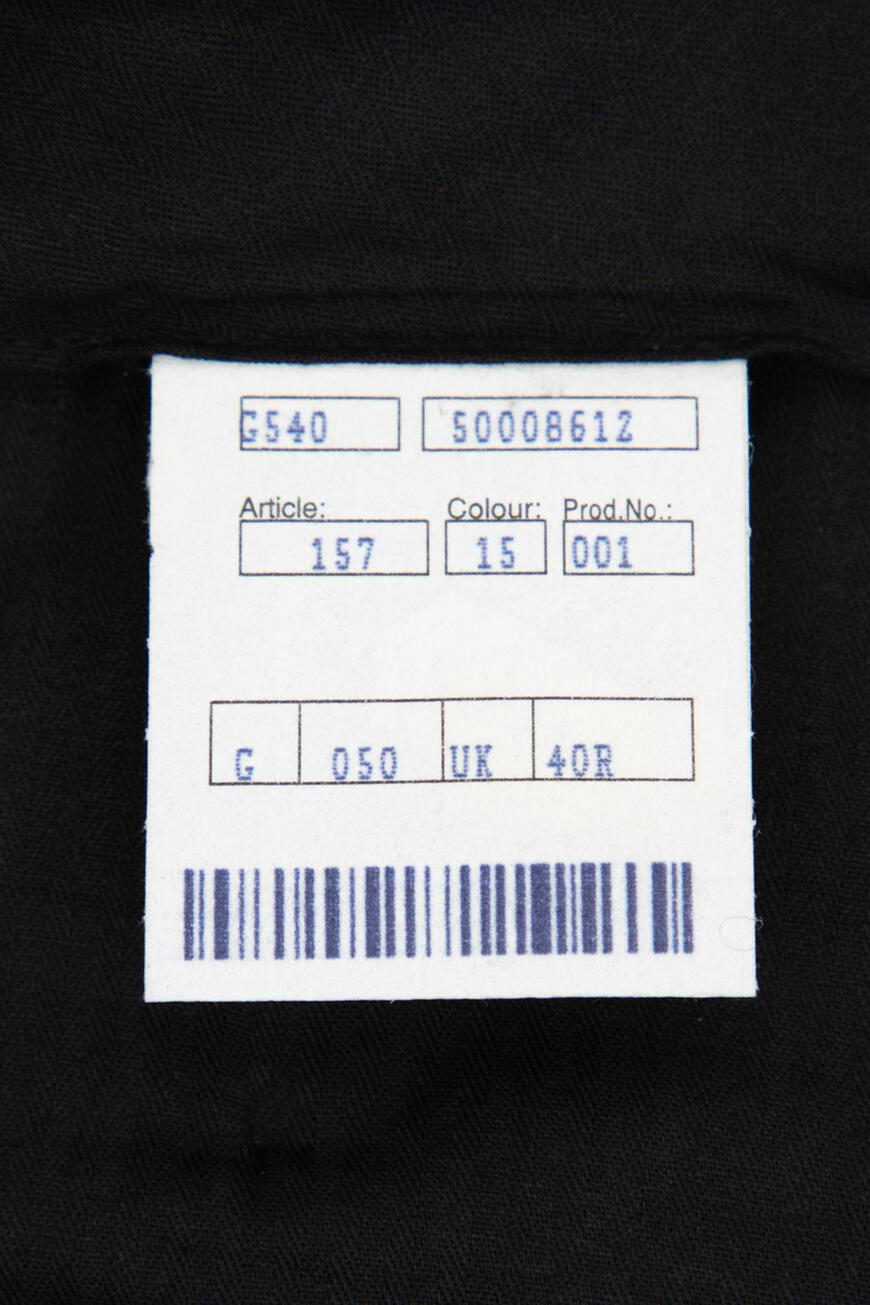 G540 50008612
Article: Colour: Prod.No.:
157 15 001
G 050 UK 40R